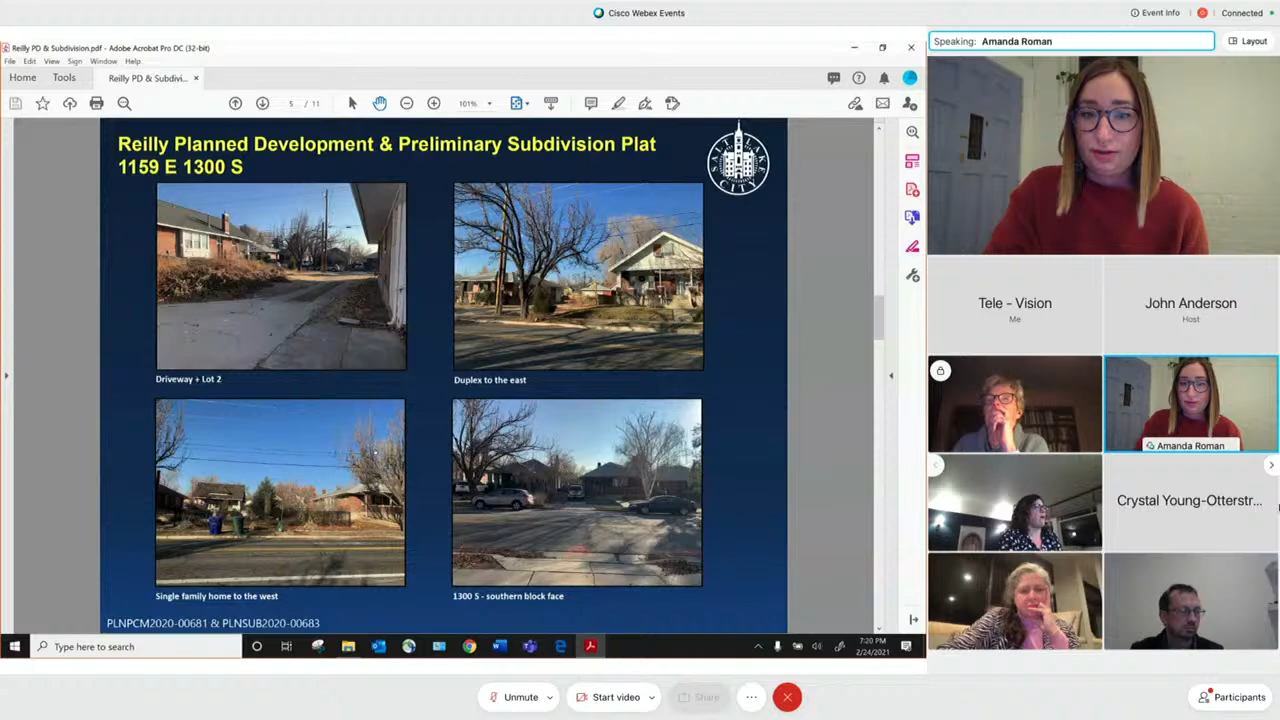 Cisco Webex Events
Event Info
Connected
Reilly PD & Subdivision.pdf - Adobe Acrobat Pro DC (32-bit)
File Edit View Sign Window Help
Home Tools Reilly PD & Subdivi... ×
5 / 11 101%
Speaking: Amanda Roman
Layout
Reilly Planned Development & Preliminary Subdivision Plat
1159 E 1300 S
SALT LAKE CITY
Driveway + Lot 2
Duplex to the east
Single family home to the west
1300 S - southern block face
PLNPCM2020-00681 & PLNSUB2020-00683
Tele - Vision
Me
John Anderson
Host
Amanda Roman
Crystal Young-Otterstr...
Type here to search
7:20 PM
2/24/2021
Unmute
Start video
Share
Participants